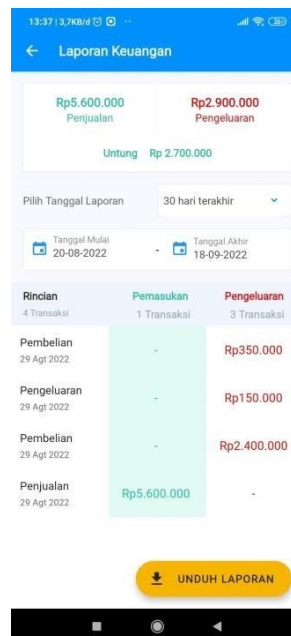 13:37 | 3,7KB/d
Laporan Keuangan
Rp5.600.000 Rp2.900.000
Penjualan Pengeluaran
Untung Rp 2.700.000
Pilih Tanggal Laporan 30 hari terakhir
Tanggal Mulai Tanggal Akhir
20-08-2022 - 18-09-2022
Rincian Pemasukan Pengeluaran
4 Transaksi 1 Transaksi 3 Transaksi
Pembelian - Rp350.000
29 Agt 2022
Pengeluaran - Rp150.000
29 Agt 2022
Pembelian - Rp2.400.000
29 Agt 2022
Penjualan Rp5.600.000 -
29 Agt 2022
UNDUH LAPORAN